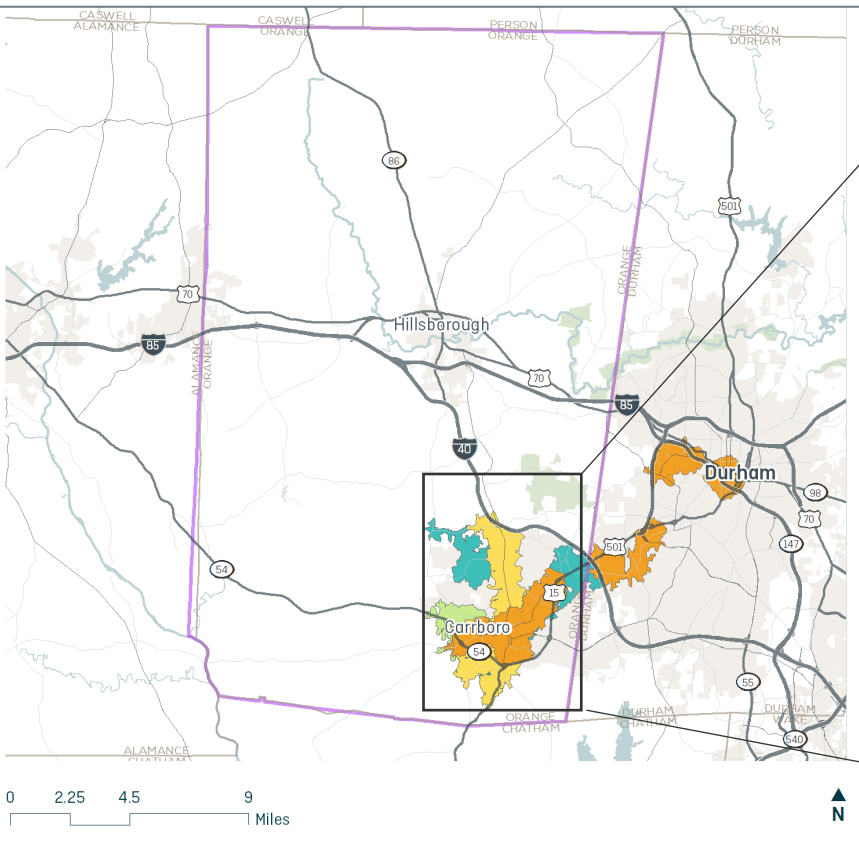 CASWELL
ALAMANCE
CASWELL
ORANGE
PERSON
ORANGE
PERSON
DURHAM
86
501
ORANGE
DURHAM
70
Hillsborough
85
ALAMANCE
ORANGE
70
85
40
Durham
98
70
501
147
54
15
ORANGE
DURHAM
Carrboro
54
55
ORANGE
CHATHAM
DURHAM
CHATHAM
DURHAM
WAKE
540
ALAMANCE
CHATHAM
0 2.25 4.5 9
Miles
N